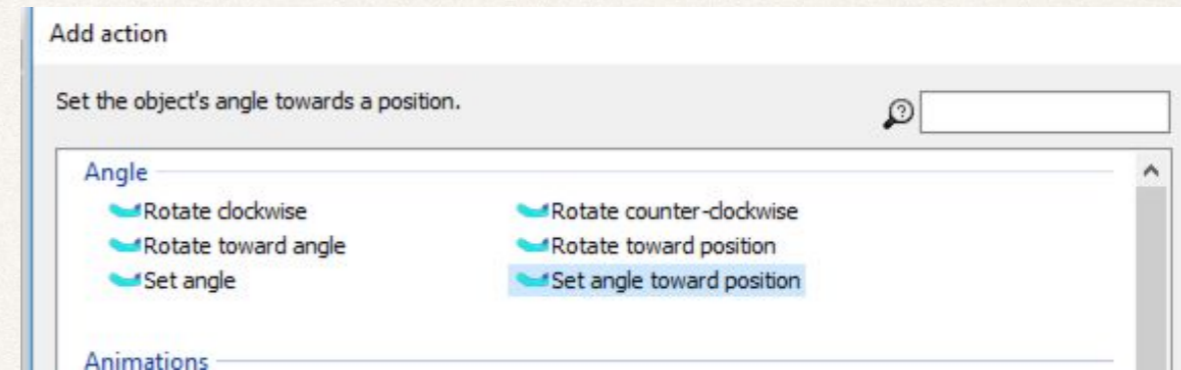 Add action
Set the object's angle towards a position.
Angle
Rotate clockwise
Rotate counter-clockwise
Rotate toward angle
Rotate toward position
Set angle
Set angle toward position
Animations